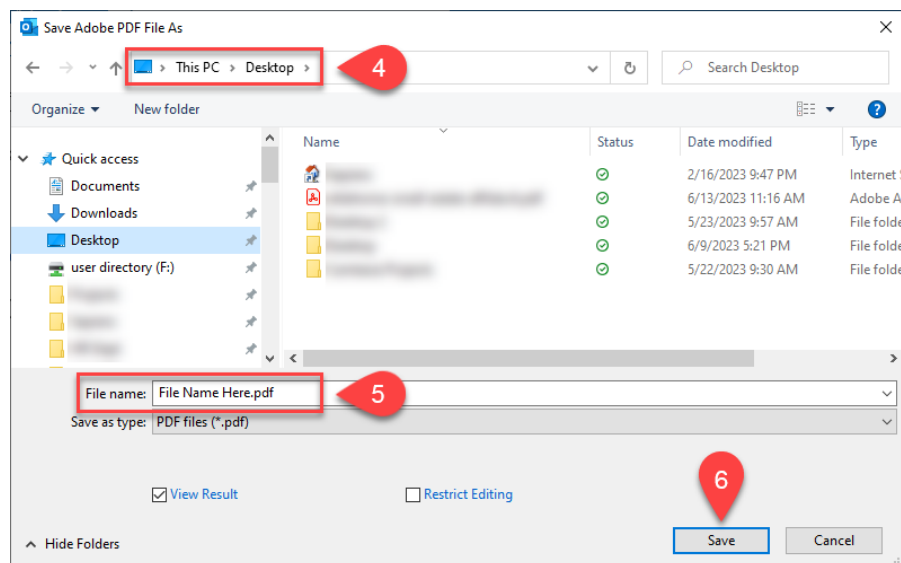 Save Adobe PDF File As
This PC > Desktop >
4
Search Desktop
Organize
New folder
?
Quick access
Documents
Downloads
Desktop
user directory (F:)
Name Status Date modified Type
2/16/2023 9:47 PM Internet
6/13/2023 11:16 AM Adobe A
5/23/2023 9:57 AM File folde
6/9/2023 5:21 PM File folde
5/22/2023 9:30 AM File folde
File name: File Name Here.pdf
5
Save as type: PDF files (*.pdf)
View Result
Restrict Editing
6
Hide Folders
Save
Cancel